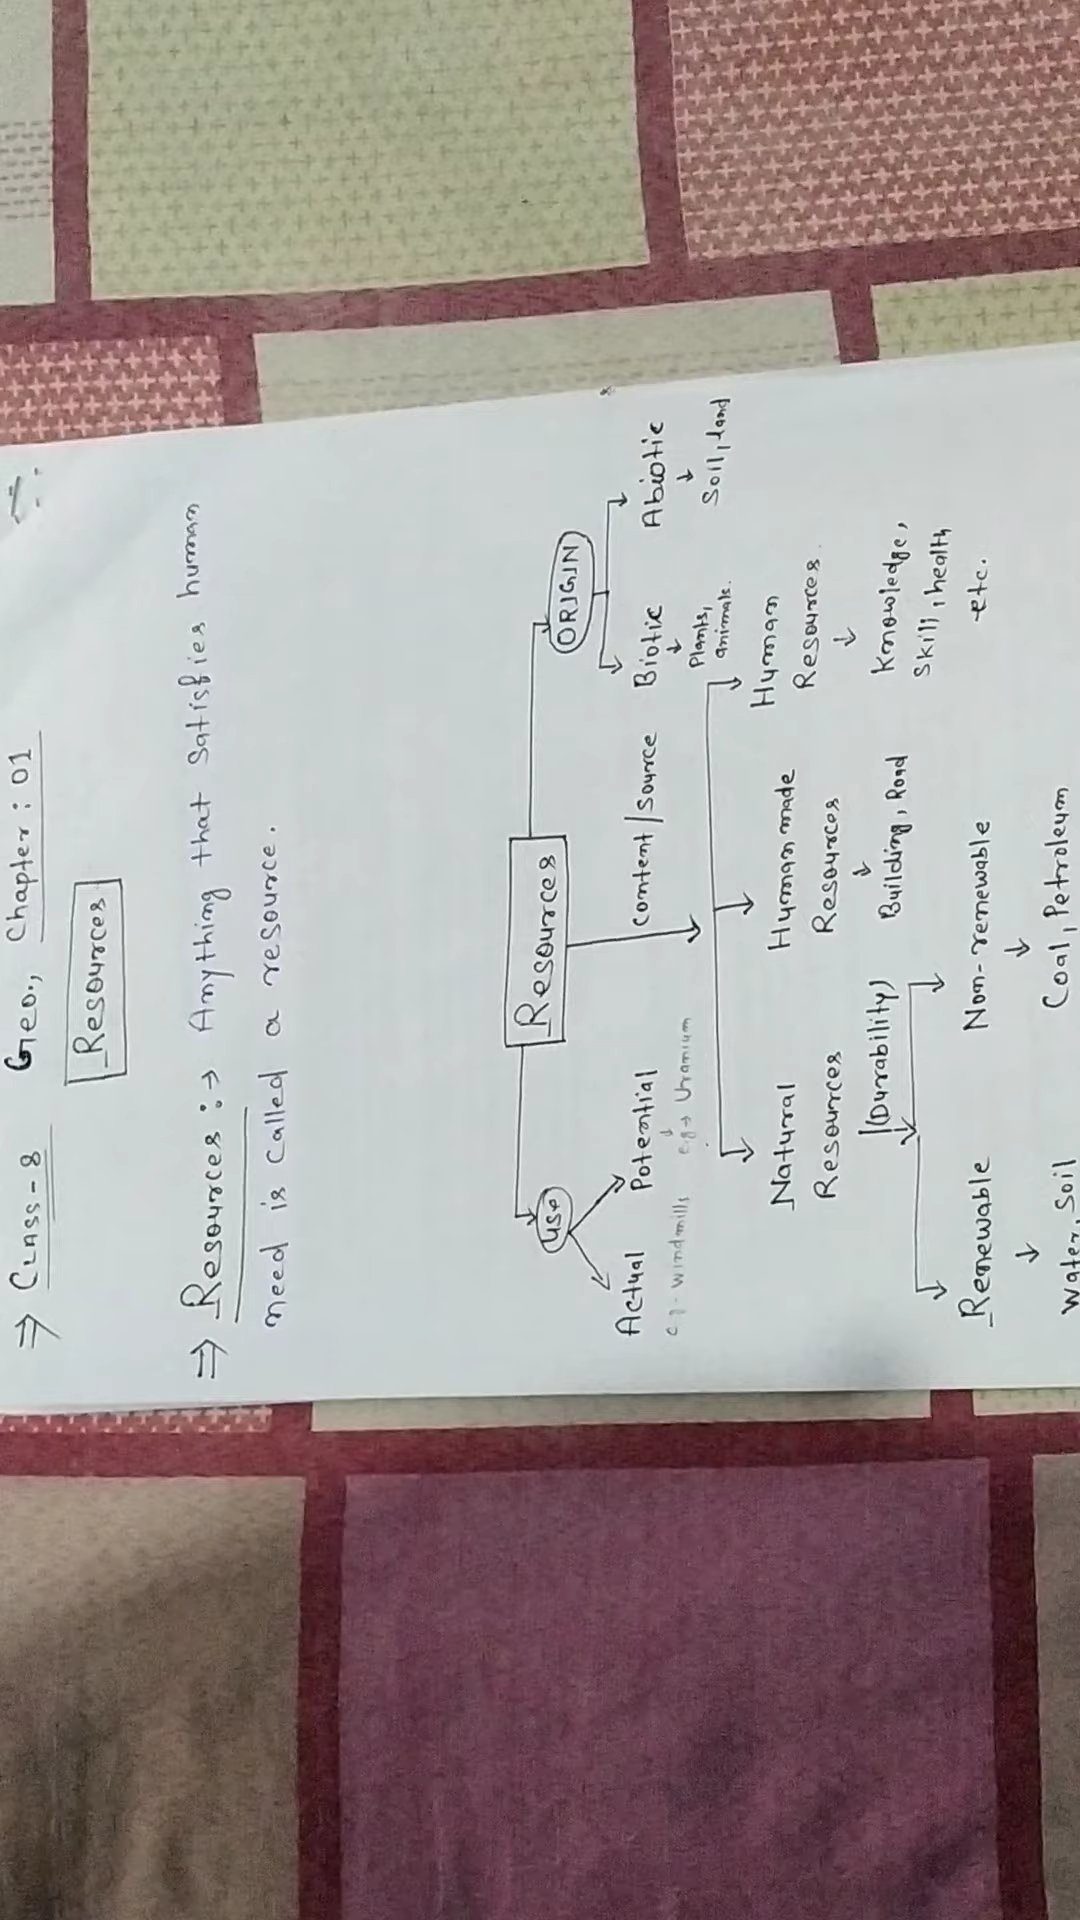 ⇒ CLASS-8 Geo., Chapter: 01
Resources
⇒ Resources :→ Anything that satisfies human
need is called a resource.
Resources
use
Content/Source
ORIGIN
Actual
Potential
e.g- windmills
e.g→ Uranium
Biotic
Abiotic
↓
↓
Plants,
animals.
Soil, land
Natural
Resources
Human made
Resources
↓
Building, Road
Human
Resources.
↓
Knowledge,
Skill, health
etc.
(Durability)
Renewable
Non-renewable
↓
↓
Water, Soil
Coal, Petroleum